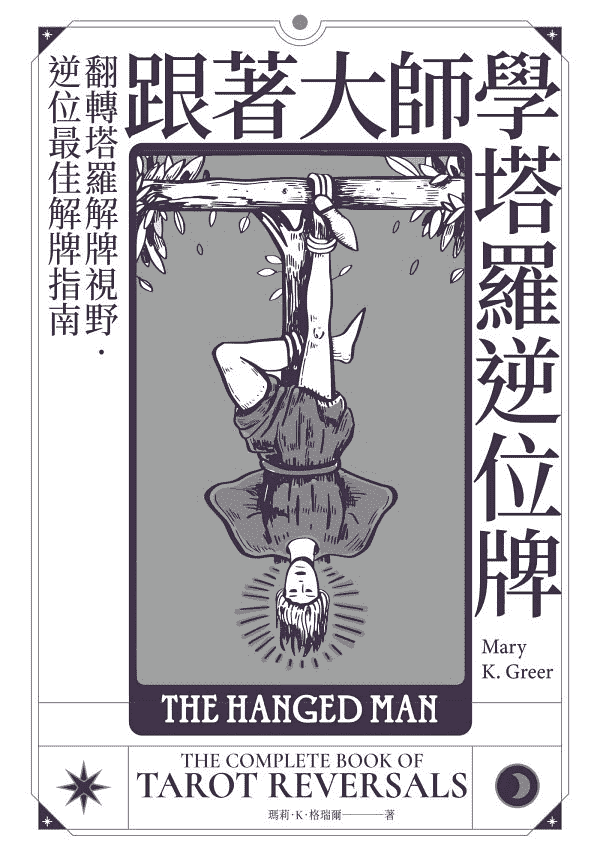 跟著大師學塔羅逆位牌
翻轉塔羅解牌視野．
逆位最佳解牌指南
Mary
K. Greer
THE HANGED MAN
THE COMPLETE BOOK OF
TAROT REVERSALS
瑪莉·K·格瑞爾——著